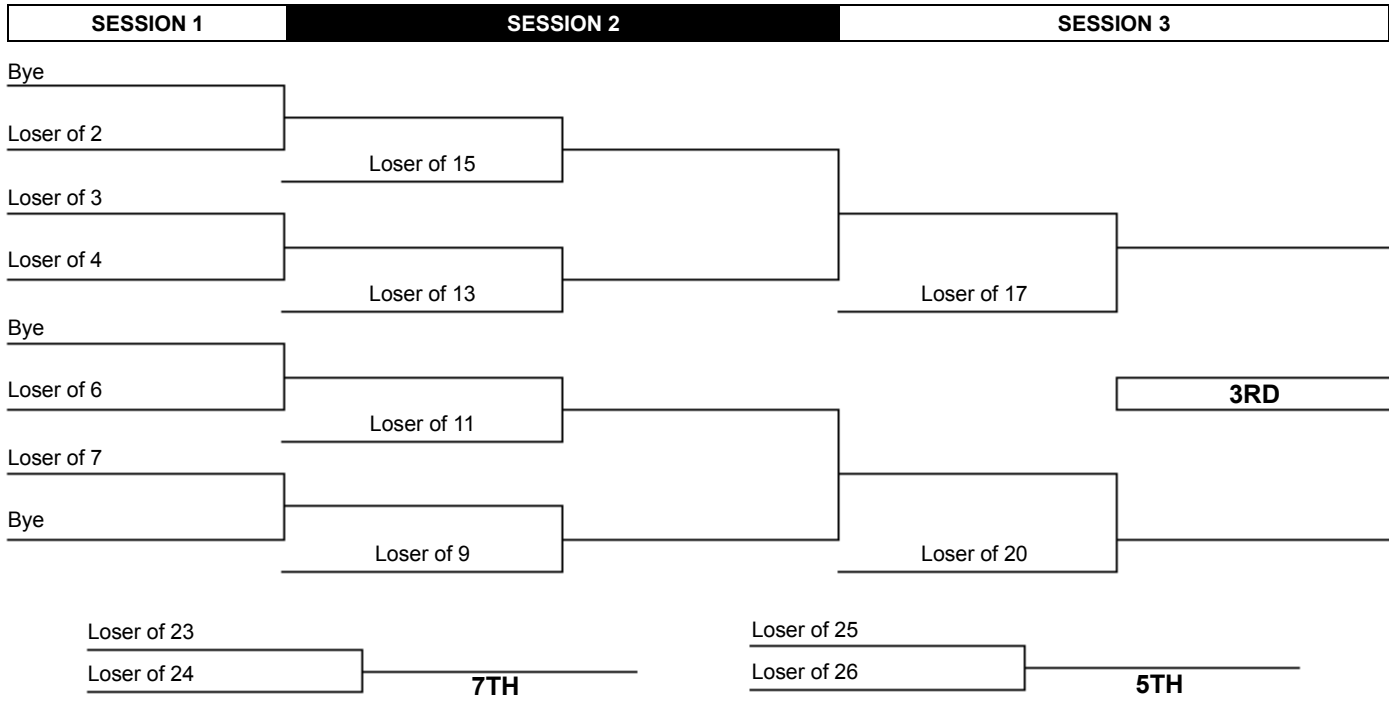 SESSION 1
SESSION 2
SESSION 3
Bye
Loser of 2
Loser of 15
Loser of 3
Loser of 4
Loser of 13
Loser of 17
Bye
Loser of 6
3RD
Loser of 11
Loser of 7
Bye
Loser of 9
Loser of 20
Loser of 23
Loser of 24
7TH
Loser of 25
Loser of 26
5TH